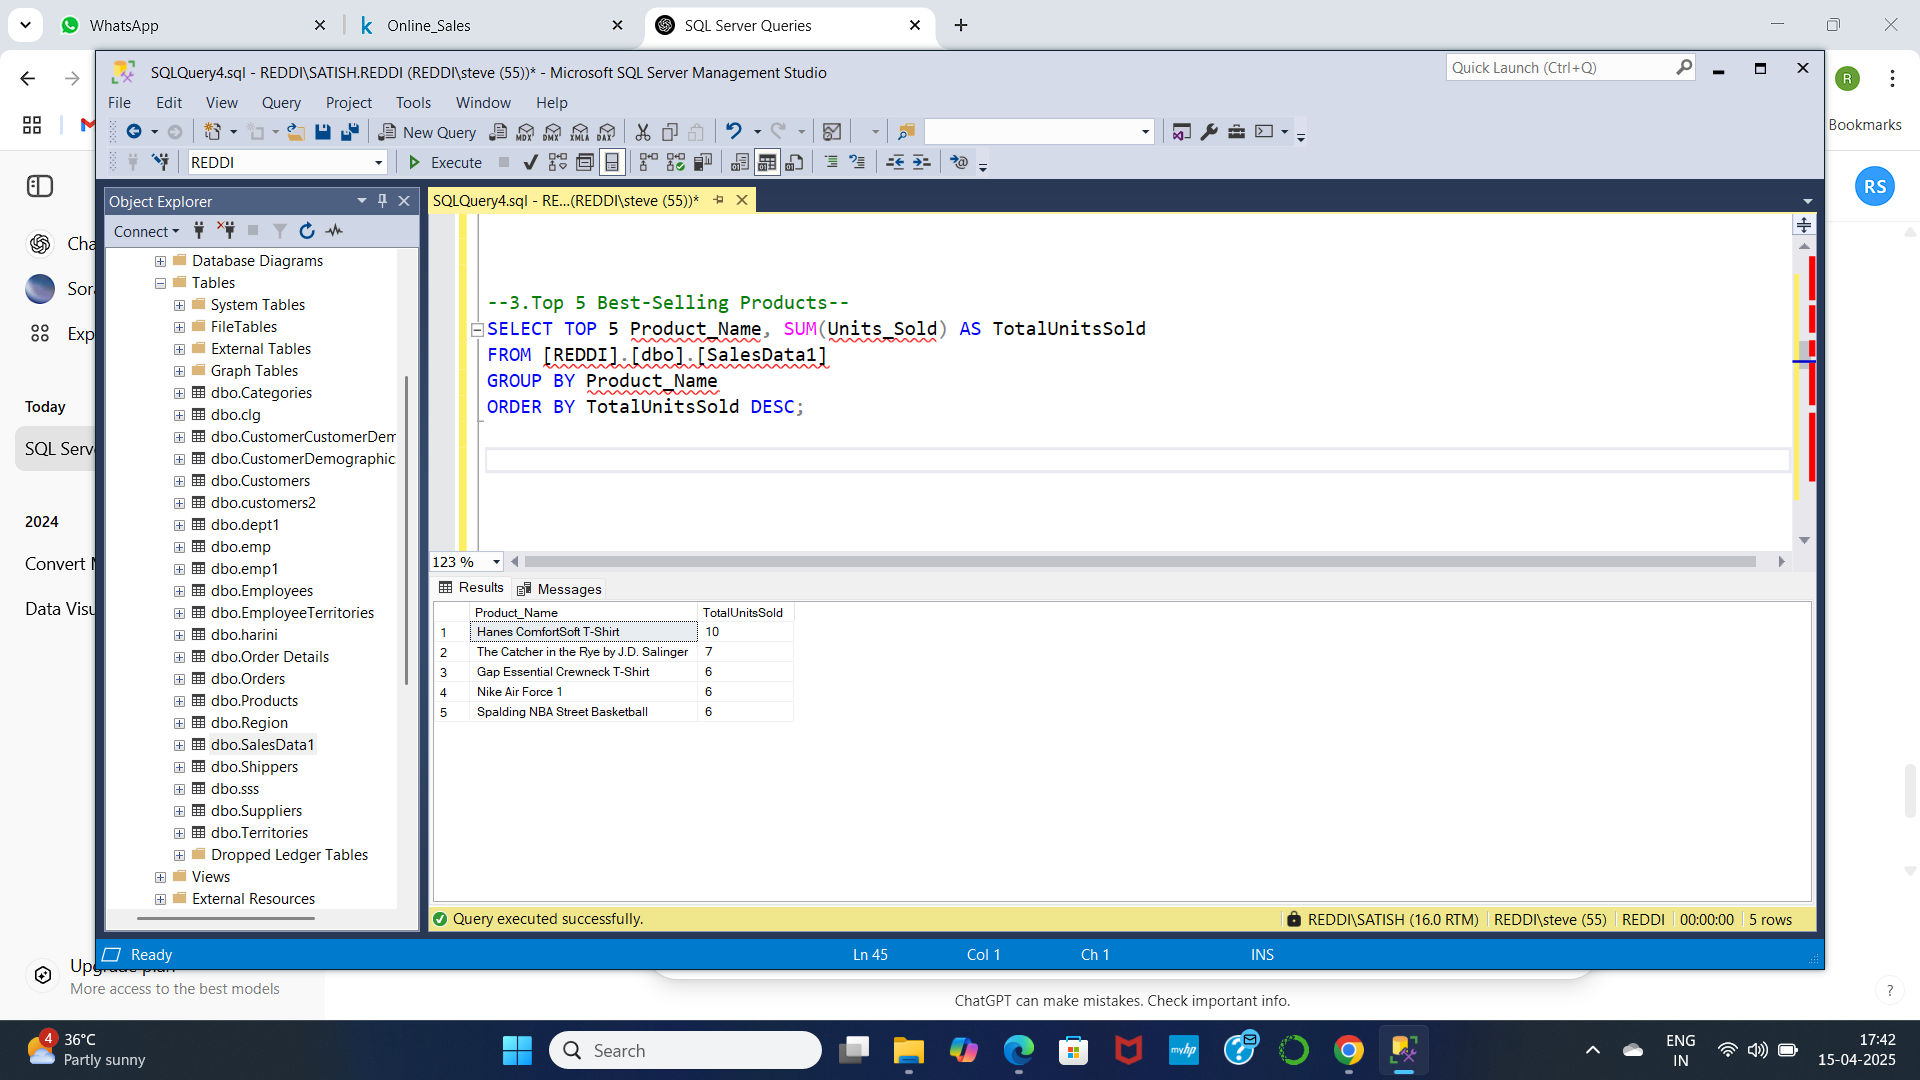 WhatsApp
Online_Sales
SQL Server Queries
SQLQuery4.sql - REDDI\SATISH.REDDI (REDDI\steve (55))* - Microsoft SQL Server Management Studio
Quick Launch (Ctrl+Q)
R
File Edit View Query Project Tools Window Help
New Query
MDX DMX XMLA DAX
Bookmarks
REDDI
Execute
RS
Object Explorer
SQLQuery4.sql - RE...(REDDI\steve (55))*
Connect
Database Diagrams
Tables
System Tables
FileTables
External Tables
Graph Tables
dbo.Categories
dbo.clg
dbo.CustomerCustomerDem
dbo.CustomerDemographic
dbo.Customers
dbo.customers2
dbo.dept1
dbo.emp
dbo.emp1
dbo.Employees
dbo.EmployeeTerritories
dbo.harini
dbo.Order Details
dbo.Orders
dbo.Products
dbo.Region
dbo.SalesData1
dbo.Shippers
dbo.sss
dbo.Suppliers
dbo.Territories
Dropped Ledger Tables
Views
External Resources
--3.Top 5 Best-Selling Products--
SELECT TOP 5 Product_Name, SUM(Units_Sold) AS TotalUnitsSold
FROM [REDDI].[dbo].[SalesData1]
GROUP BY Product_Name
ORDER BY TotalUnitsSold DESC;
123 %
Results Messages
Product_Name TotalUnitsSold
1 Hanes ComfortSoft T-Shirt 10
2 The Catcher in the Rye by J.D. Salinger 7
3 Gap Essential Crewneck T-Shirt 6
4 Nike Air Force 1 6
5 Spalding NBA Street Basketball 6
Query executed successfully.
REDDI\SATISH (16.0 RTM) REDDI\steve (55) REDDI 00:00:00 5 rows
Ready Ln 45 Col 1 Ch 1 INS
Cha
Sora
Exp
Today
SQL Serve
2024
Convert
Data Visu
Upgrade plan
More access to the best models
ChatGPT can make mistakes. Check important info.
?
4
36°C
Partly sunny
Search
myhp
ENG
IN
17:42
15-04-2025